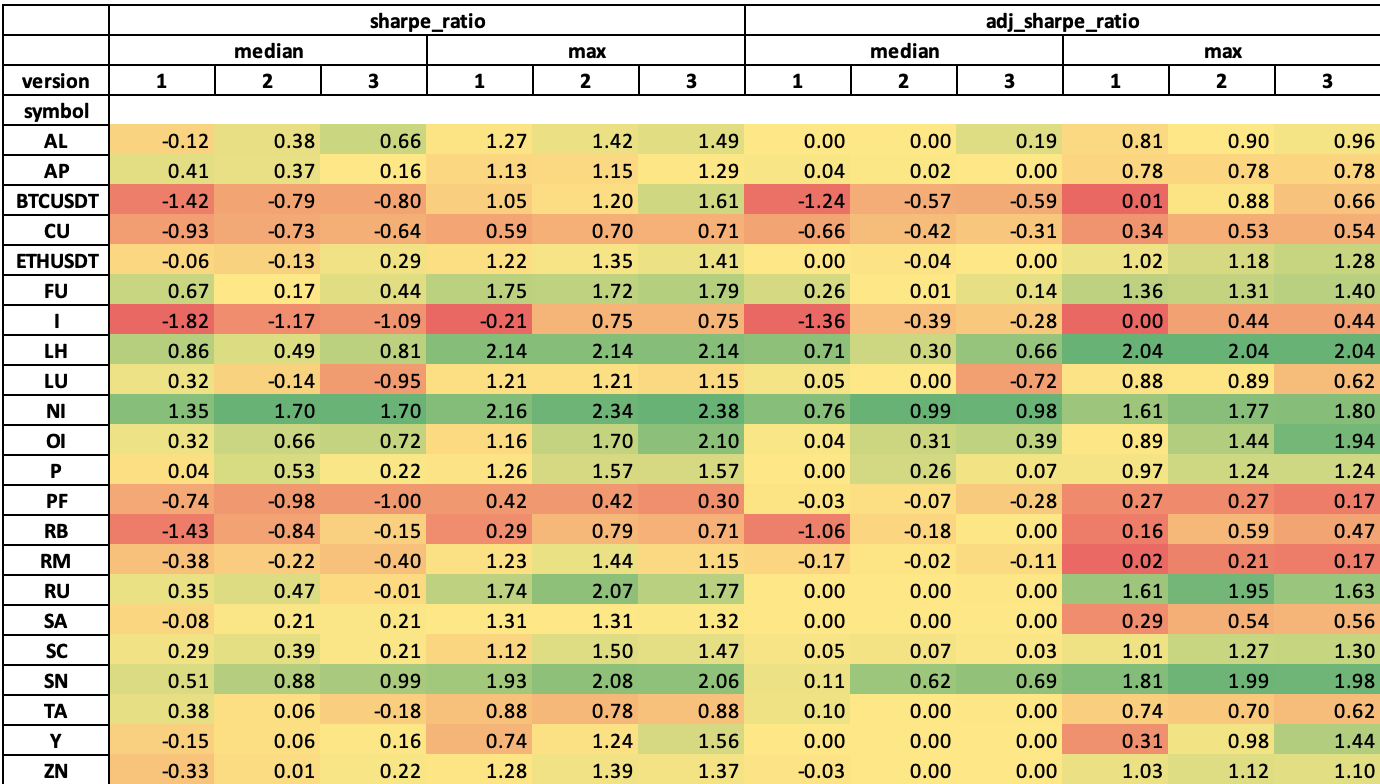 sharpe_ratio adj_sharpe_ratio
median max median max
version 1 2 3 1 2 3 1 2 3 1 2 3
symbol
AL -0.12 0.38 0.66 1.27 1.42 1.49 0.00 0.00 0.19 0.81 0.90 0.96
AP 0.41 0.37 0.16 1.13 1.15 1.29 0.04 0.02 0.00 0.78 0.78 0.78
BTCUSDT -1.42 -0.79 -0.80 1.05 1.20 1.61 -1.24 -0.57 -0.59 0.01 0.88 0.66
CU -0.93 -0.73 -0.64 0.59 0.70 0.71 -0.66 -0.42 -0.31 0.34 0.53 0.54
ETHUSDT -0.06 -0.13 0.29 1.22 1.35 1.41 0.00 -0.04 0.00 1.02 1.18 1.28
FU 0.67 0.17 0.44 1.75 1.72 1.79 0.26 0.01 0.14 1.36 1.31 1.40
I -1.82 -1.17 -1.09 -0.21 0.75 0.75 -1.36 -0.39 -0.28 0.00 0.44 0.44
LH 0.86 0.49 0.81 2.14 2.14 2.14 0.71 0.30 0.66 2.04 2.04 2.04
LU 0.32 -0.14 -0.95 1.21 1.21 1.15 0.05 0.00 -0.72 0.88 0.89 0.62
NI 1.35 1.70 1.70 2.16 2.34 2.38 0.76 0.99 0.98 1.61 1.77 1.80
OI 0.32 0.66 0.72 1.16 1.70 2.10 0.04 0.31 0.39 0.89 1.44 1.94
P 0.04 0.53 0.22 1.26 1.57 1.57 0.00 0.26 0.07 0.97 1.24 1.24
PF -0.74 -0.98 -1.00 0.42 0.42 0.30 -0.03 -0.07 -0.28 0.27 0.27 0.17
RB -1.43 -0.84 -0.15 0.29 0.79 0.71 -1.06 -0.18 0.00 0.16 0.59 0.47
RM -0.38 -0.22 -0.40 1.23 1.44 1.15 -0.17 -0.02 -0.11 0.02 0.21 0.17
RU 0.35 0.47 -0.01 1.74 2.07 1.77 0.00 0.00 0.00 1.61 1.95 1.63
SA -0.08 0.21 0.21 1.31 1.31 1.32 0.00 0.00 0.00 0.29 0.54 0.56
SC 0.29 0.39 0.21 1.12 1.50 1.47 0.05 0.07 0.03 1.01 1.27 1.30
SN 0.51 0.88 0.99 1.93 2.08 2.06 0.11 0.62 0.69 1.81 1.99 1.98
TA 0.38 0.06 -0.18 0.88 0.78 0.88 0.10 0.00 0.00 0.74 0.70 0.62
Y -0.15 0.06 0.16 0.74 1.24 1.56 0.00 0.00 0.00 0.31 0.98 1.44
ZN -0.33 0.01 0.22 1.28 1.39 1.37 -0.03 0.00 0.00 1.03 1.12 1.10